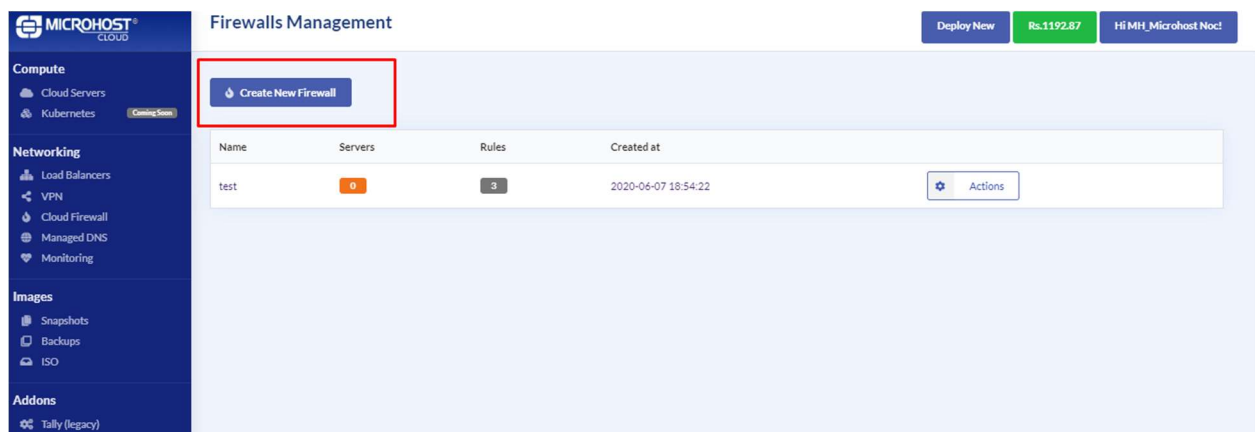 MICROHOST®
CLOUD
Firewalls Management
Deploy New
Rs.1192.87
Hi MH_Microhost Noc!
Compute
Cloud Servers
Kubernetes
Coming Soon
Networking
Load Balancers
VPN
Cloud Firewall
Managed DNS
Monitoring
Images
Snapshots
Backups
ISO
Addons
Tally (legacy)
Create New Firewall
Name Servers Rules Created at
test 0 3 2020-06-07 18:54:22 Actions